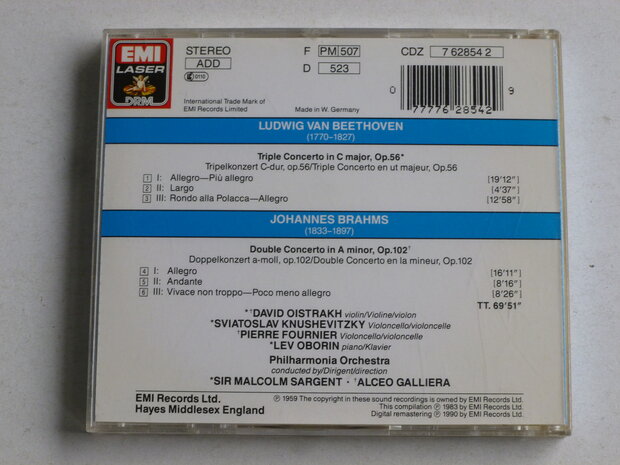 EMI
LASER
DRM
STEREO
ADD
F PM 507
D 523
CDZ 7 62854 2
0110
International Trade Mark of
EMI Records Limited
Made in W. Germany
0 77776 28542 9
LUDWIG VAN BEETHOVEN
(1770–1827)
Triple Concerto in C major, Op.56*
Tripelkonzert C-dur, op.56/Triple Concerto en ut majeur, Op.56
1 I: Allegro—Più allegro [19'12"]
2 II: Largo [4'37"]
3 III: Rondo alla Polacca—Allegro [12'58"]
JOHANNES BRAHMS
(1833–1897)
Double Concerto in A minor, Op.102†
Doppelkonzert a-moll, op.102/Double Concerto en la mineur, Op.102
4 I: Allegro [16'11"]
5 II: Andante [8'16"]
6 III: Vivace non troppo—Poco meno allegro [8'26"]
TT. 69'51"
*†DAVID OISTRAKH violin/Violine/violon
*SVIATOSLAV KNUSHEVITZKY Violoncello/violoncelle
†PIERRE FOURNIER Violoncello/violoncelle
*LEV OBORIN piano/Klavier
Philharmonia Orchestra
conducted by/Dirigent/direction
*SIR MALCOLM SARGENT · †ALCEO GALLIERA
EMI Records Ltd.
Hayes Middlesex England
℗ 1959 The copyright in these sound recordings is owned by EMI Records Ltd.
This compilation ℗ 1983 by EMI Records Ltd.
Digital remastering ℗ 1990 by EMI Records Ltd.